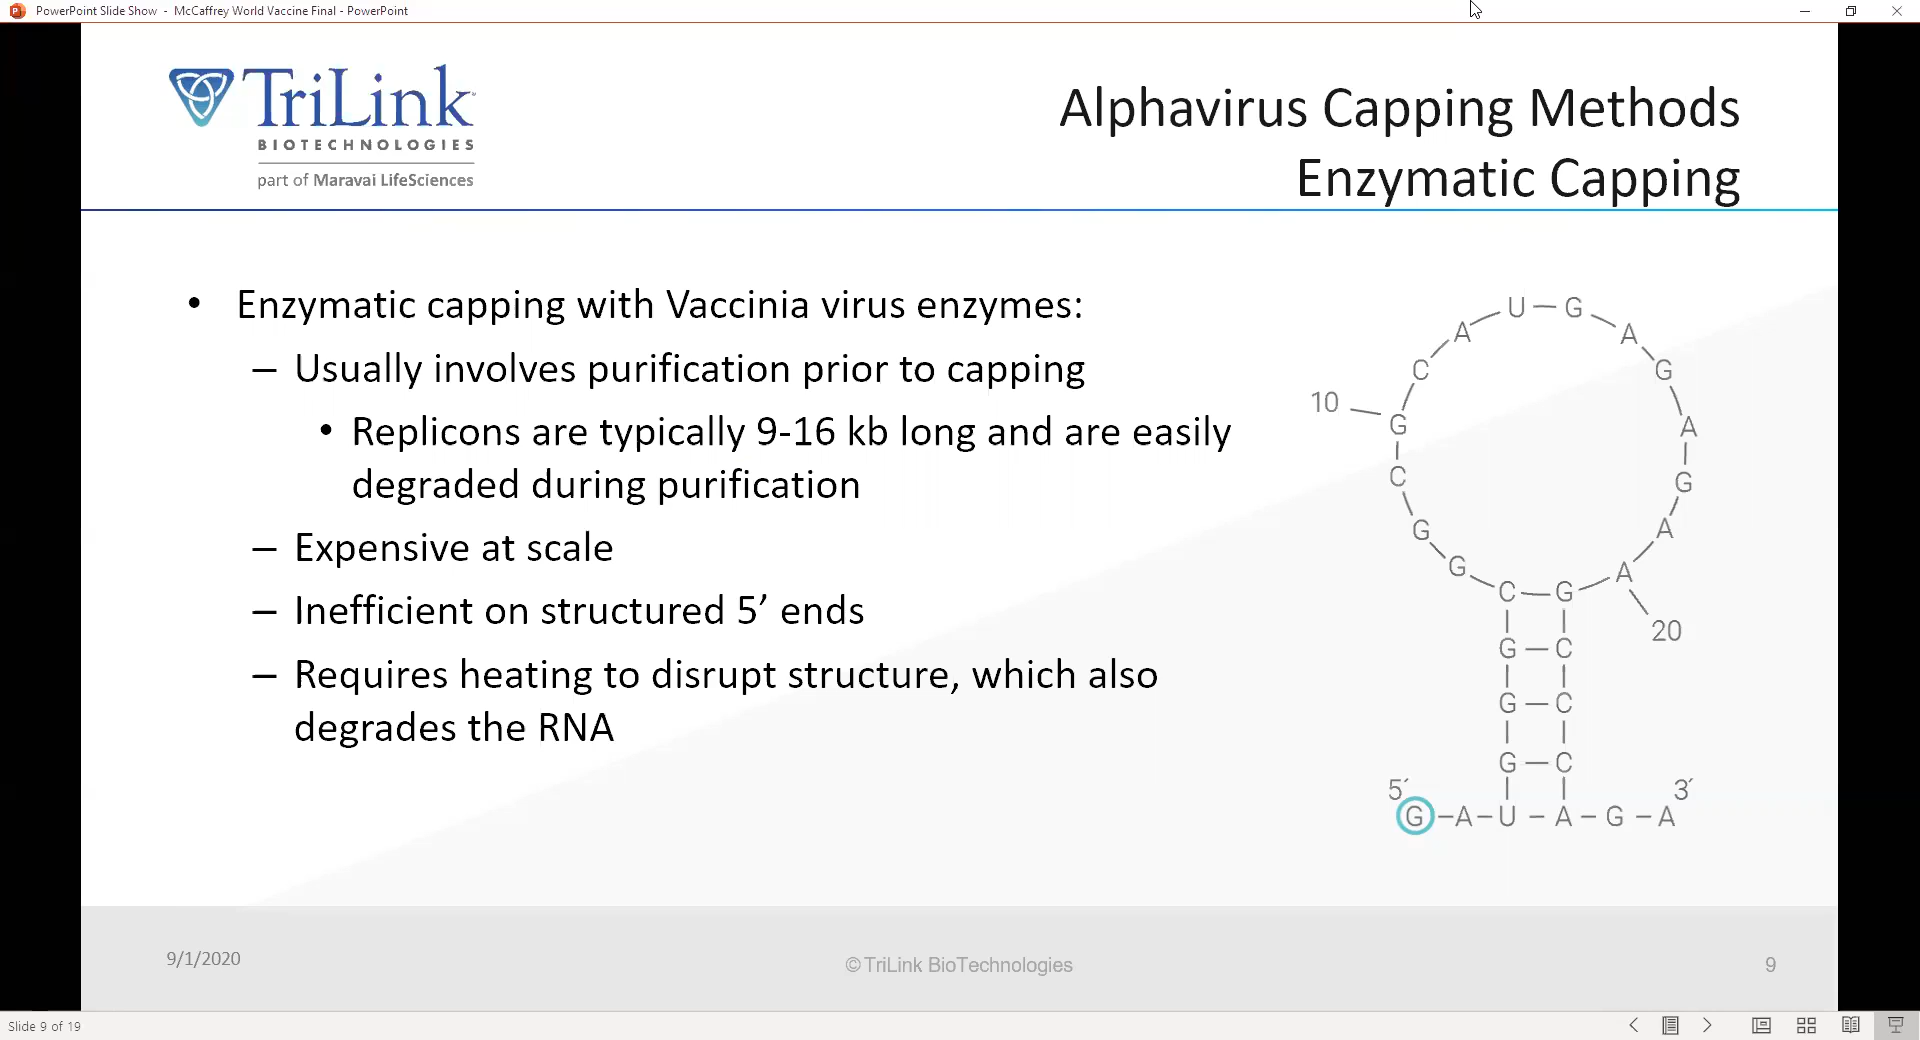 PowerPoint Slide Show - McCaffrey World Vaccine Final - PowerPoint
TriLink
BIOTECHNOLOGIES
part of Maravai LifeSciences
Alphavirus Capping Methods
Enzymatic Capping
• Enzymatic capping with Vaccinia virus enzymes:
– Usually involves purification prior to capping
• Replicons are typically 9-16 kb long and are easily
degraded during purification
– Expensive at scale
– Inefficient on structured 5’ ends
– Requires heating to disrupt structure, which also
degrades the RNA
U – G
A A
C G
10 G A
C G
G A
G A
C – G
20
G – C
G – C
G – C
5´ 3´
G – A – U – A – G – A
9/1/2020
© TriLink BioTechnologies
9
Slide 9 of 19